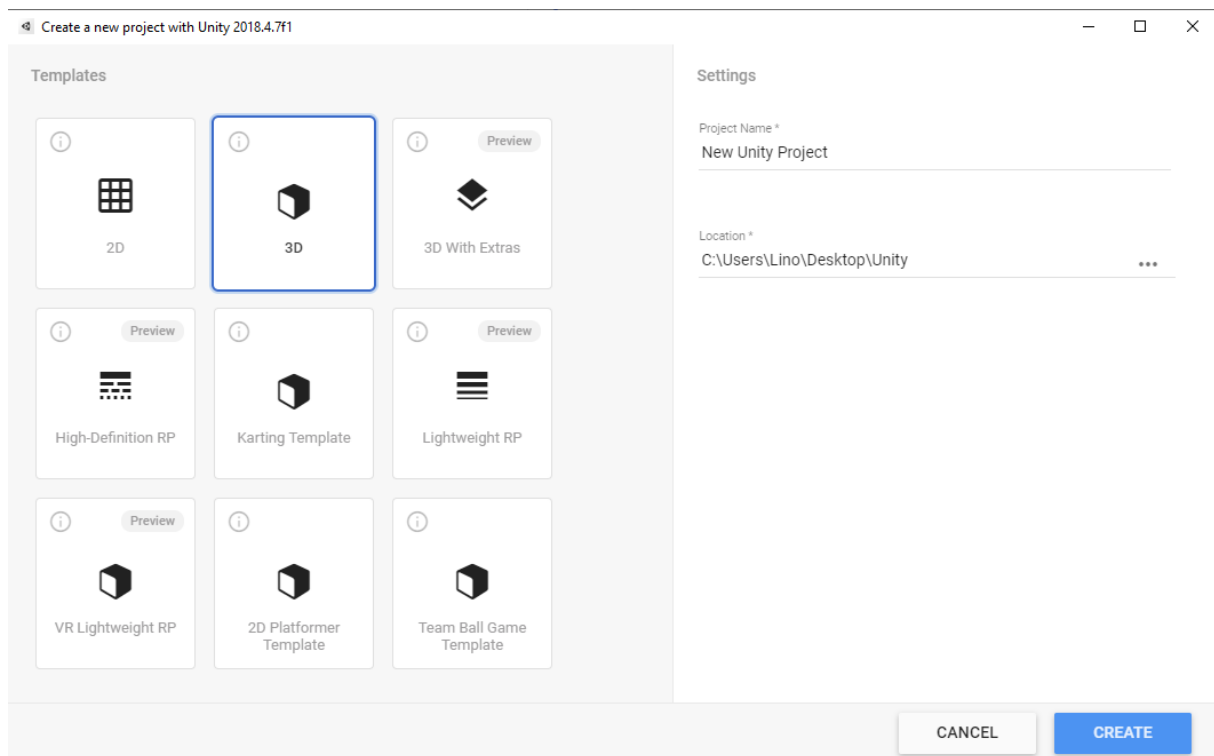 Create a new project with Unity 2018.4.7f1
Templates
2D
3D
Preview
3D With Extras
Preview
High-Definition RP
Karting Template
Preview
Lightweight RP
Preview
VR Lightweight RP
2D Platformer
Template
Team Ball Game
Template
Settings
Project Name *
New Unity Project
Location *
C:\Users\Lino\Desktop\Unity
CANCEL
CREATE